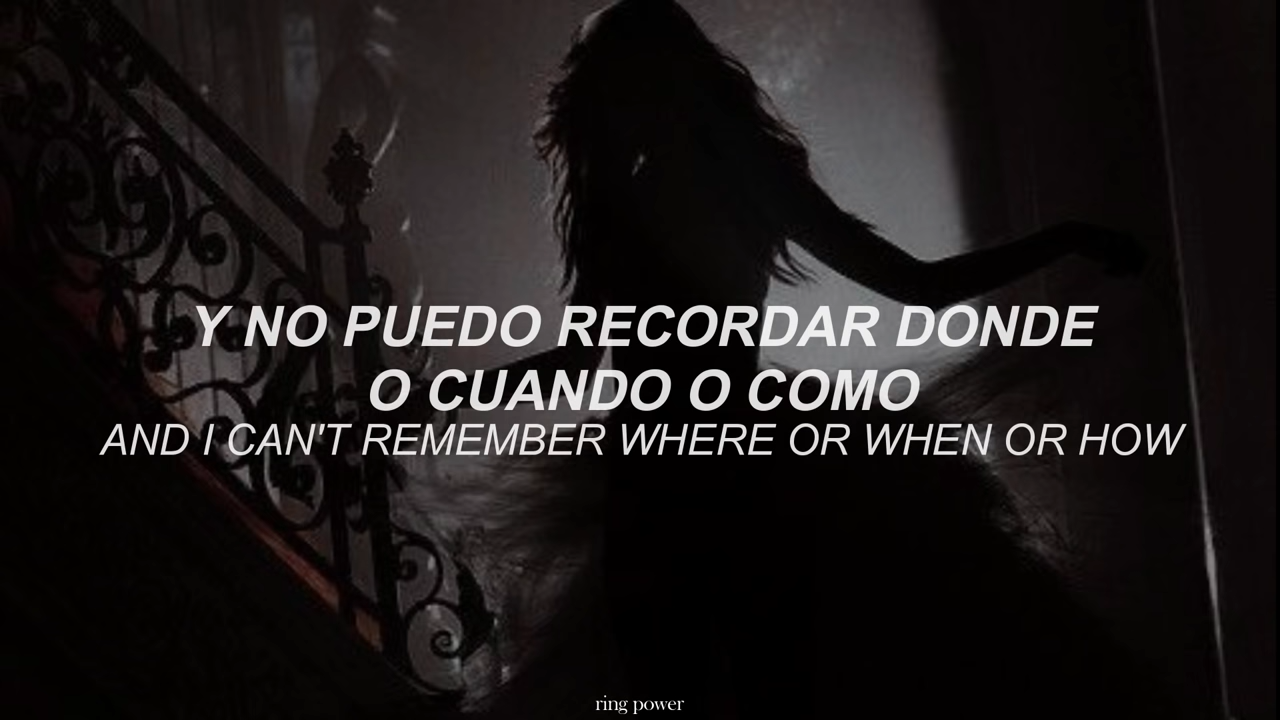 Y NO PUEDO RECORDAR DONDE
O CUANDO O COMO
AND I CAN'T REMEMBER WHERE OR WHEN OR HOW
ring power